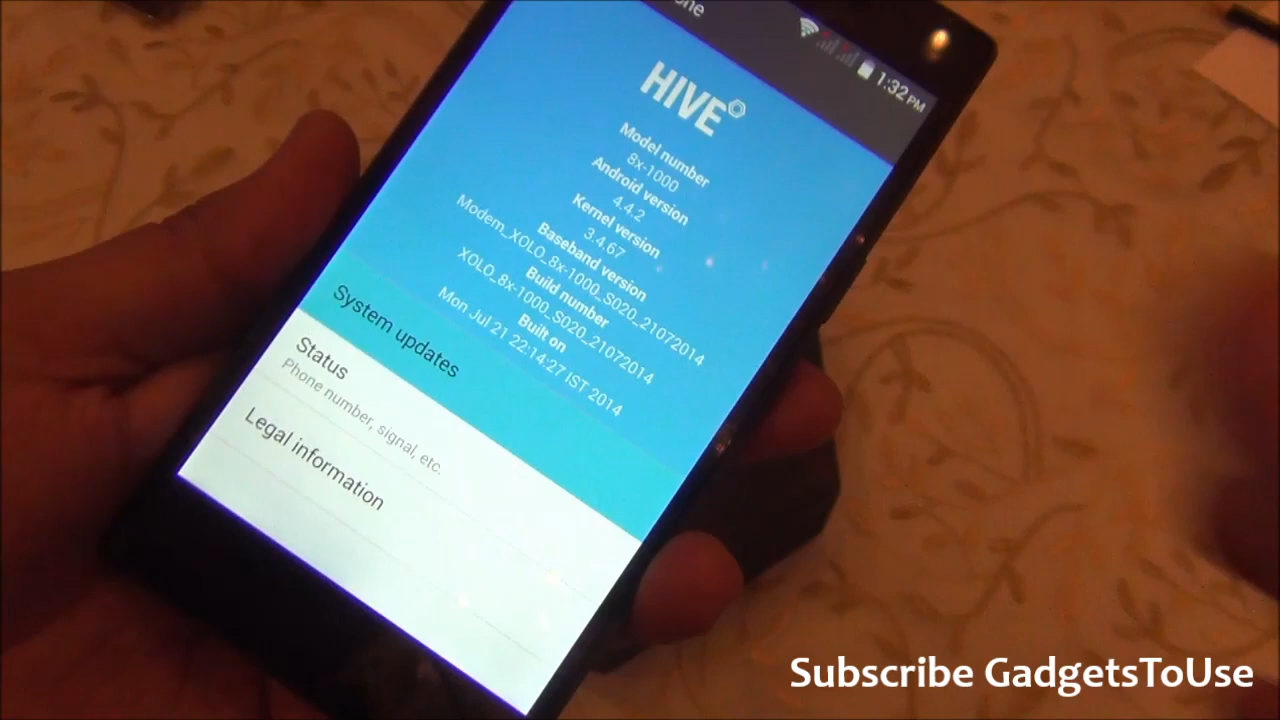 1:32 PM
HIVE
Model number
8x-1000
Android version
4.4.2
Kernel version
3.4.67
Baseband version
Modem_XOLO_8x-1000_S020_21072014
Build number
XOLO_8x-1000_S020_21072014
Built on
Mon Jul 21 22:14:27 IST 2014
System updates
Status
Phone number, signal, etc.
Legal information
Subscribe GadgetsToUse